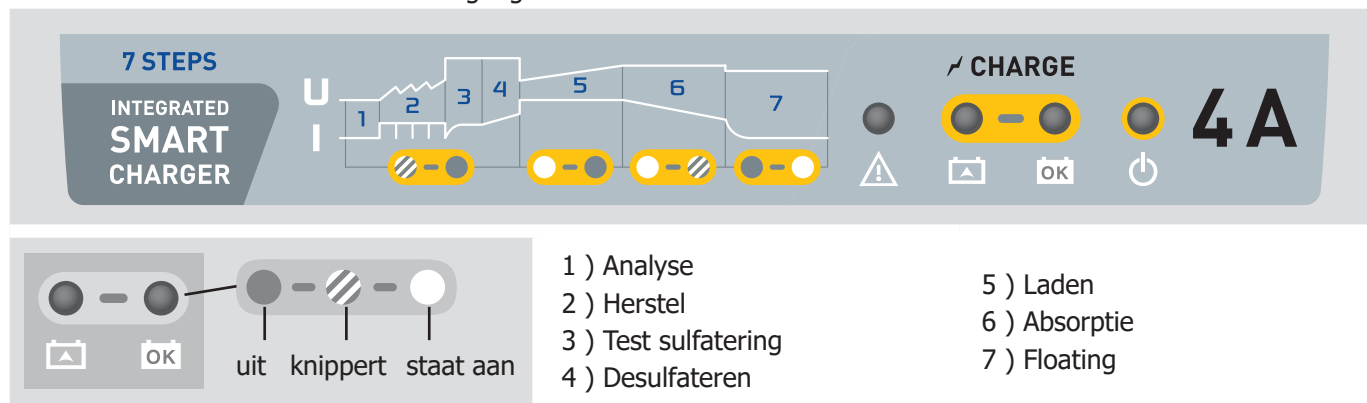 7 STEPS
INTEGRATED
SMART
CHARGER
U
I
1
2
3
4
5
6
7
CHARGE
OK
4 A
OK
uit knippert staat aan
1 ) Analyse
2 ) Herstel
3 ) Test sulfatering
4 ) Desulfateren
5 ) Laden
6 ) Absorptie
7 ) Floating